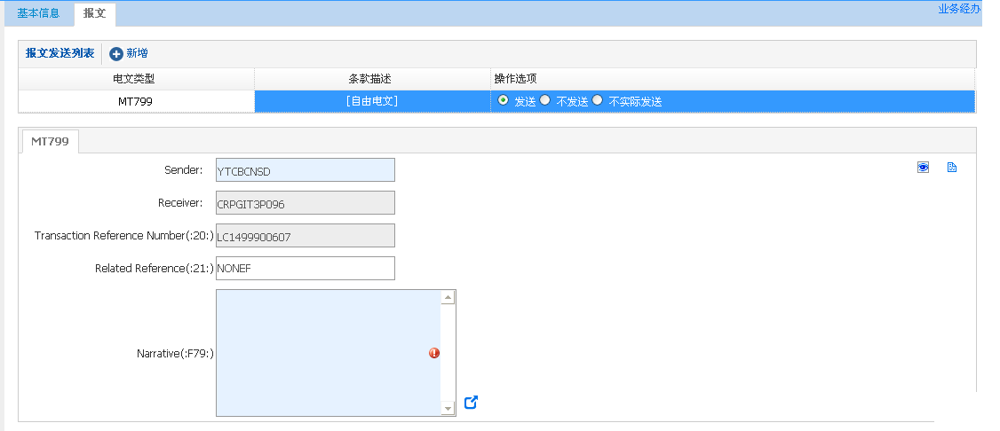 基本信息 报文 业务经办
报文发送列表 新增
电文类型 条款描述 操作选项
MT799 [自由电文] 发送 不发送 不实际发送
MT799
Sender: YTCBCNSD
Receiver: CRPGIT3P096
Transaction Reference Number(:20:) LC1499900607
Related Reference(:21:) NONEF
Narrative(:F79:)